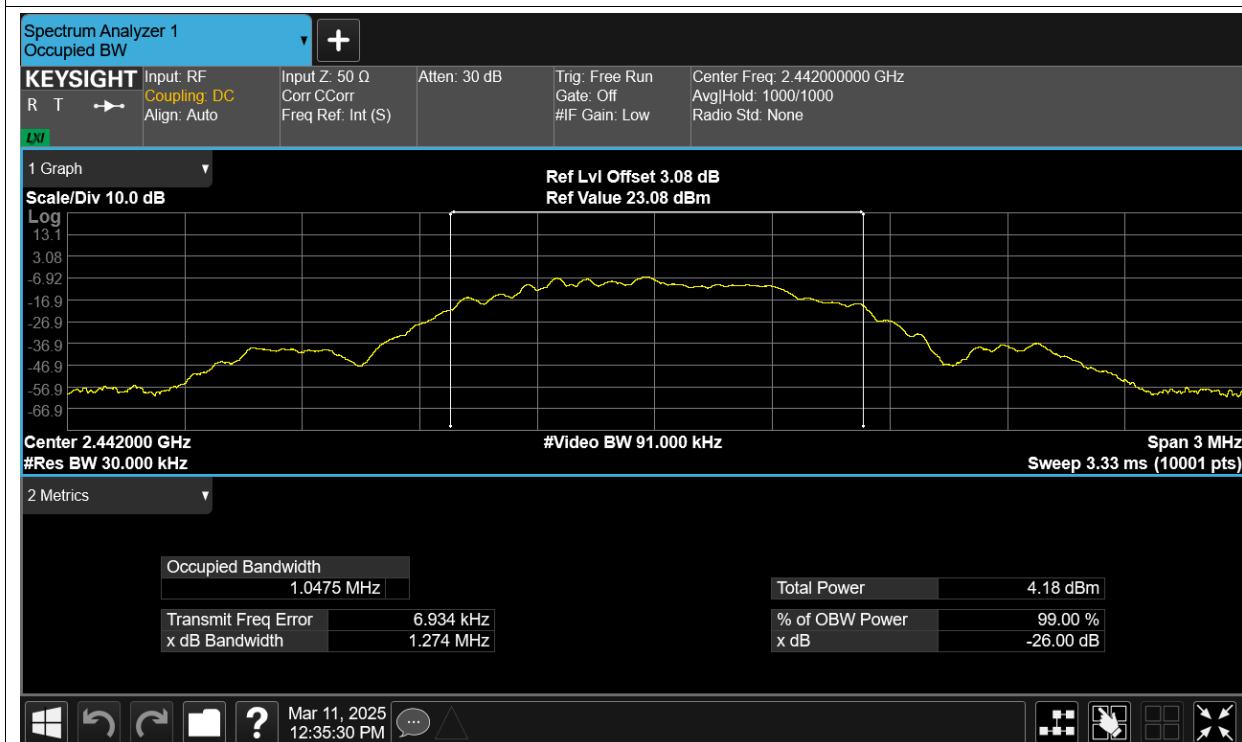 Spectrum Analyzer 1
Occupied BW
KEYSIGHT
R T
LXI
Input: RF
Coupling: DC
Align: Auto
Input Z: 50 Ω
Corr CCorr
Freq Ref: Int (S)
Atten: 30 dB
Trig: Free Run
Gate: Off
#IF Gain: Low
Center Freq: 2.442000000 GHz
Avg|Hold: 1000/1000
Radio Std: None
1 Graph
Scale/Div 10.0 dB
Ref Lvl Offset 3.08 dB
Ref Value 23.08 dBm
Log
13.1
3.08
-6.92
-16.9
-26.9
-36.9
-46.9
-56.9
-66.9
Center 2.442000 GHz
#Res BW 30.000 kHz
#Video BW 91.000 kHz
Span 3 MHz
Sweep 3.33 ms (10001 pts)
2 Metrics
Occupied Bandwidth
1.0475 MHz
Transmit Freq Error 6.934 kHz
x dB Bandwidth 1.274 MHz
Total Power 4.18 dBm
% of OBW Power 99.00 %
x dB -26.00 dB
?
Mar 11, 2025
12:35:30 PM